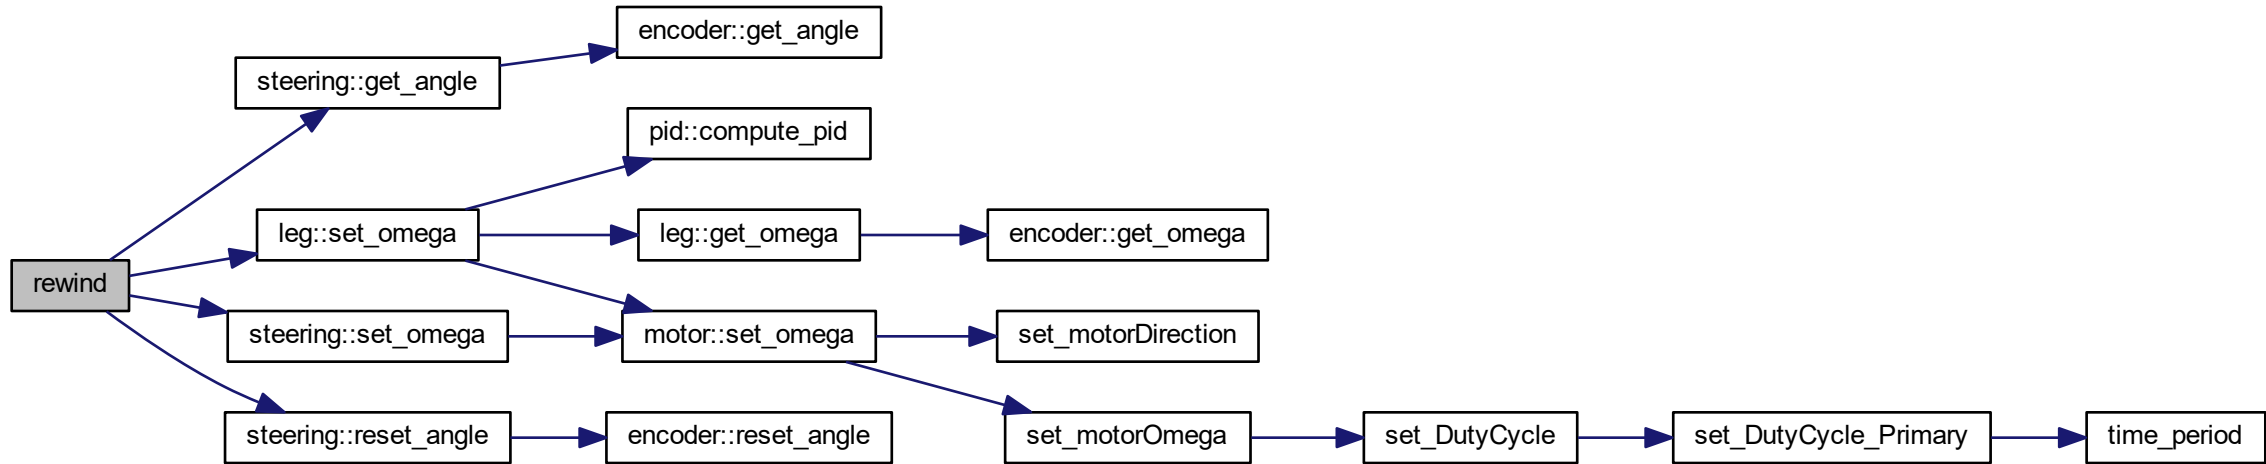 encoder::get_angle
steering::get_angle
pid::compute_pid
leg::set_omega
leg::get_omega
encoder::get_omega
rewind
steering::set_omega
motor::set_omega
set_motorDirection
steering::reset_angle
encoder::reset_angle
set_motorOmega
set_DutyCycle
set_DutyCycle_Primary
time_period